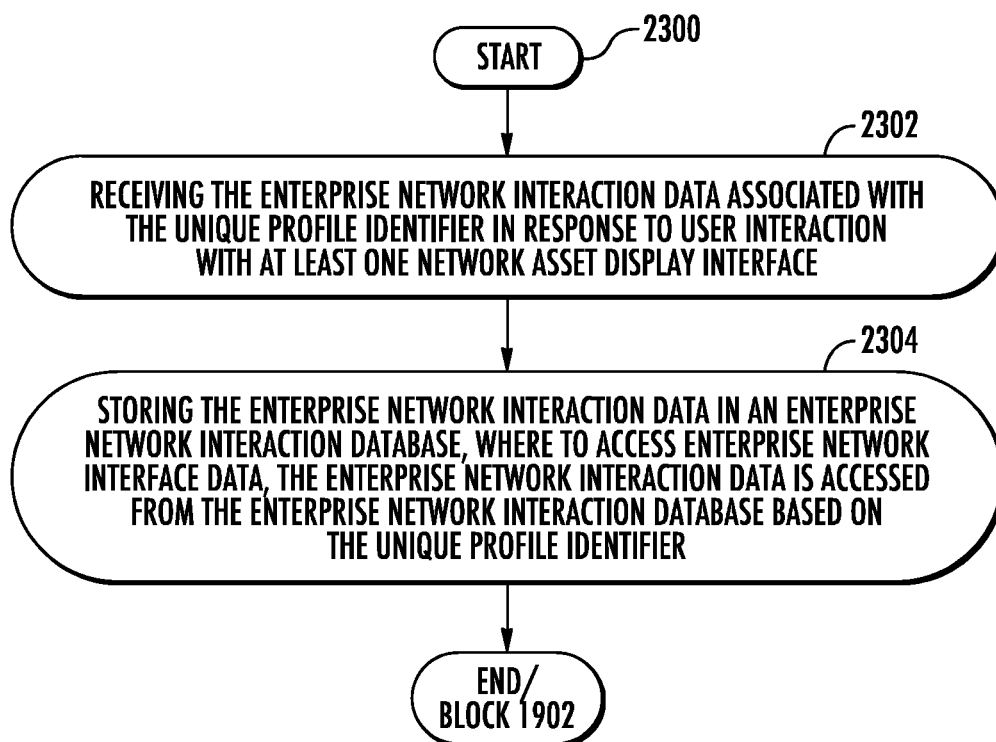 START
2300
2302
RECEIVING THE ENTERPRISE NETWORK INTERACTION DATA ASSOCIATED WITH
THE UNIQUE PROFILE IDENTIFIER IN RESPONSE TO USER INTERACTION
WITH AT LEAST ONE NETWORK ASSET DISPLAY INTERFACE
2304
STORING THE ENTERPRISE NETWORK INTERACTION DATA IN AN ENTERPRISE
NETWORK INTERACTION DATABASE, WHERE TO ACCESS ENTERPRISE NETWORK
INTERFACE DATA, THE ENTERPRISE NETWORK INTERACTION DATA IS ACCESSED
FROM THE ENTERPRISE NETWORK INTERACTION DATABASE BASED ON
THE UNIQUE PROFILE IDENTIFIER
END/
BLOCK 1902